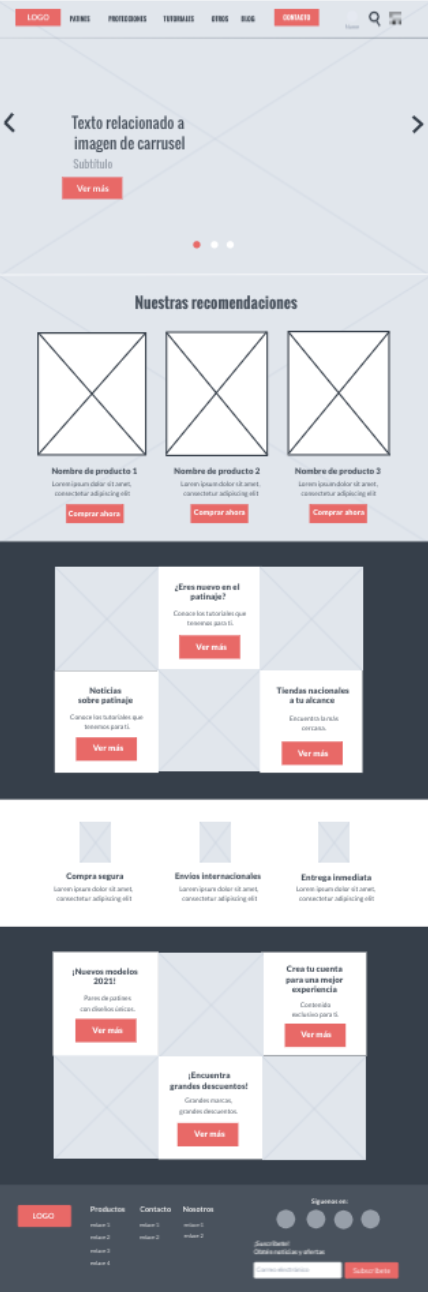 LOGO PATINES PROTECCIONES TUTORIALES OTROS BLOG CONTACTO
Texto relacionado a
imagen de carrusel
Subtítulo
Ver más
Nuestras recomendaciones
Nombre de producto 1
Lorem ipsum dolor sit amet,
consectetur adipiscing elit
Comprar ahora
Nombre de producto 2
Lorem ipsum dolor sit amet,
consectetur adipiscing elit
Comprar ahora
Nombre de producto 3
Lorem ipsum dolor sit amet,
consectetur adipiscing elit
Comprar ahora
¿Eres nuevo en el
patinaje?
Conoce los tutoriales que
tenemos para ti.
Ver más
Noticias
sobre patinaje
Conoce los tutoriales que
tenemos para ti.
Ver más
Tiendas nacionales
a tu alcance
Encuentra la más
cercana.
Ver más
Compra segura
Lorem ipsum dolor sit amet,
consectetur adipiscing elit
Envíos internacionales
Lorem ipsum dolor sit amet,
consectetur adipiscing elit
Entrega inmediata
Lorem ipsum dolor sit amet,
consectetur adipiscing elit
¡Nuevos modelos
2021!
Pares de patines
con diseños únicos.
Ver más
Crea tu cuenta
para una mejor
experiencia
Contenido
exclusivo para ti.
Ver más
¡Encuentra
grandes descuentos!
Grandes marcas,
grandes descuentos.
Ver más
LOGO
Productos
enlace 1
enlace 2
enlace 3
enlace 4
Contacto
enlace 1
enlace 2
Nosotros
enlace 1
enlace 2
Síguenos en:
¡Suscríbete!
Obtén noticias y ofertas
Correo electrónico
Subscríbete